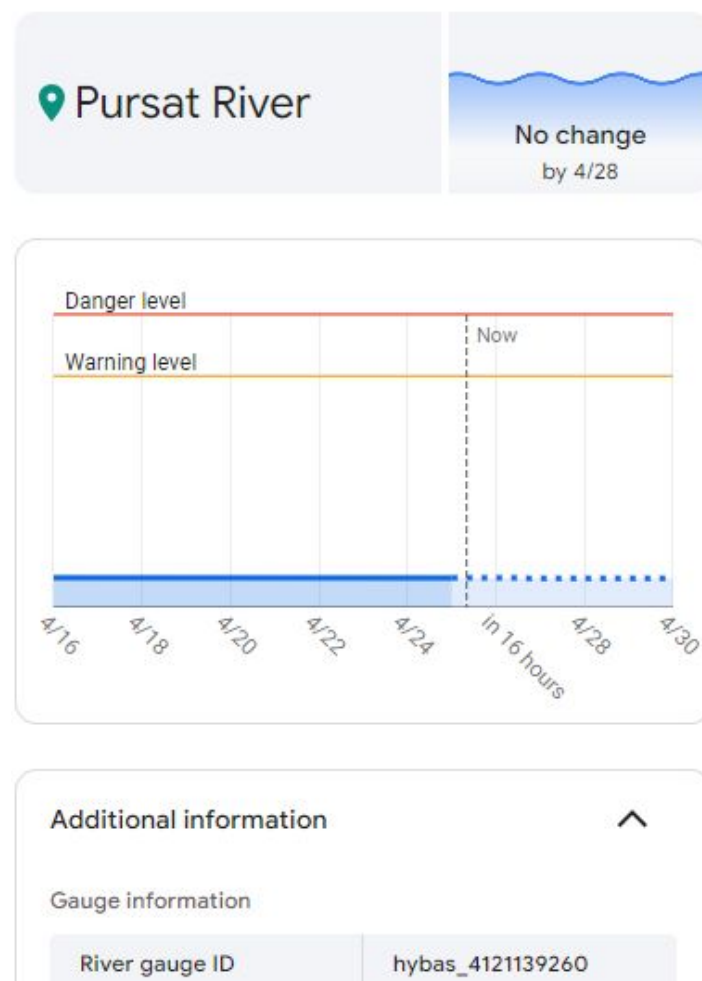 Pursat River
No change
by 4/28
Danger level
Now
Warning level
4/16
4/18
4/20
4/22
4/24
in 16 hours
4/28
4/30
Additional information
Gauge information
River gauge ID
hybas_4121139260